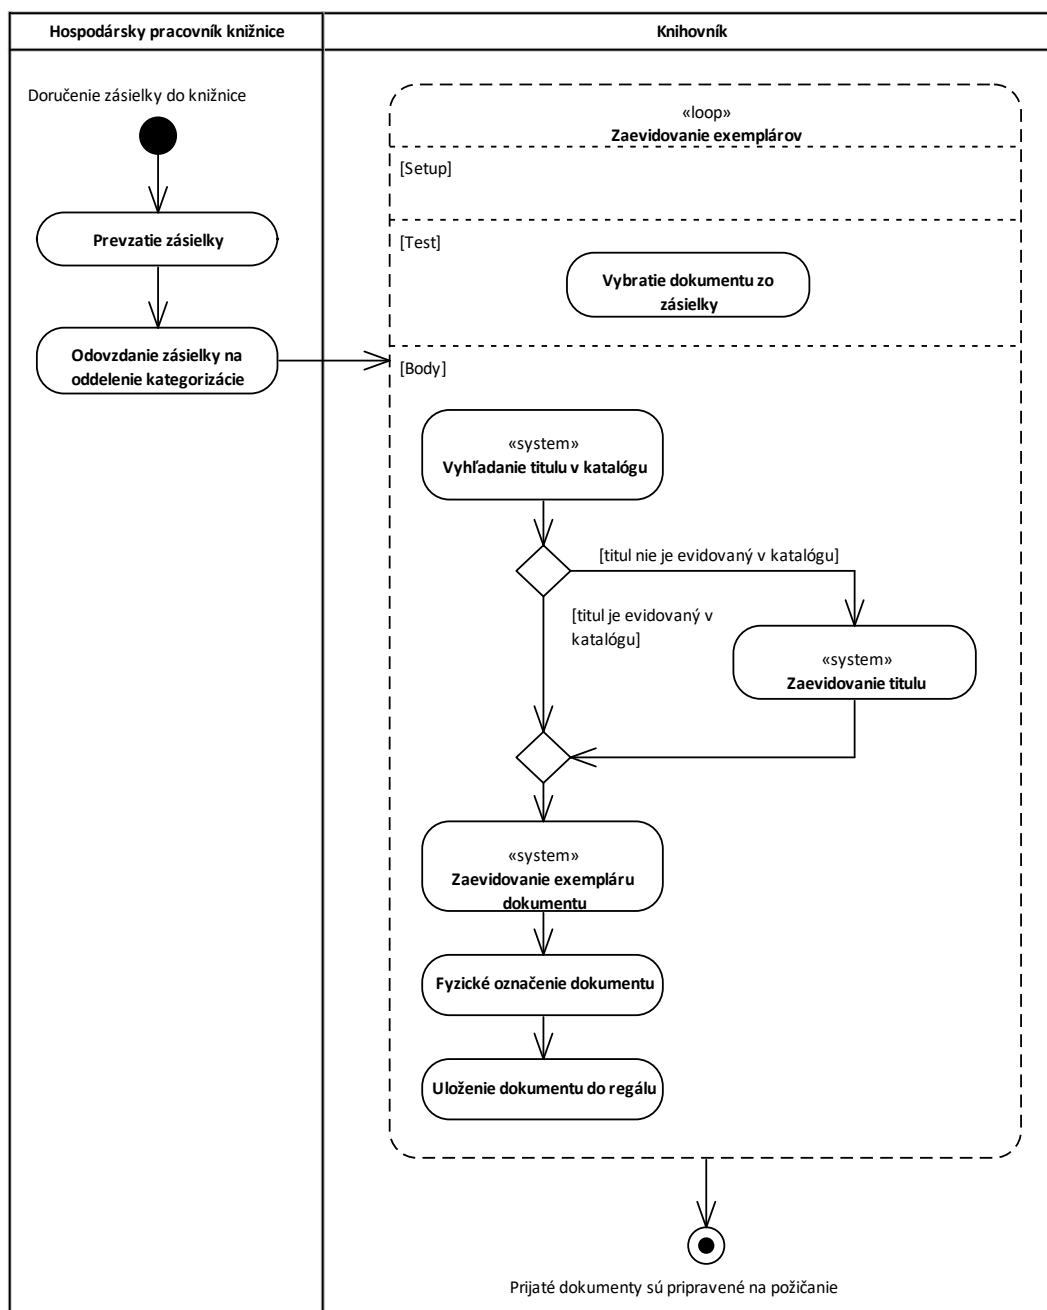 Hospodársky pracovník knižnice
Knihovník
Doručenie zásielky do knižnice
Prevzatie zásielky
Odovzdanie zásielky na
oddelenie kategorizácie
«loop»
Zaevidovanie exemplárov
[Setup]
[Test]
Vybratie dokumentu zo
zásielky
[Body]
«system»
Vyhľadanie titulu v katalógu
[titul nie je evidovaný v katalógu]
[titul je evidovaný v
katalógu]
«system»
Zaevidovanie titulu
«system»
Zaevidovanie exempláru
dokumentu
Fyzické označenie dokumentu
Uloženie dokumentu do regálu
Prijaté dokumenty sú pripravené na požičanie